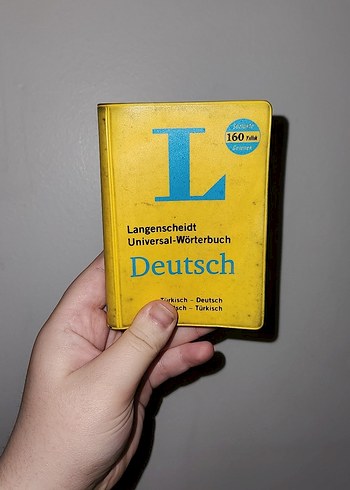 L
160 Yıllık
Langenscheidt
Universal-Wörterbuch
Deutsch
Türkisch – Deutsch
– Türkisch